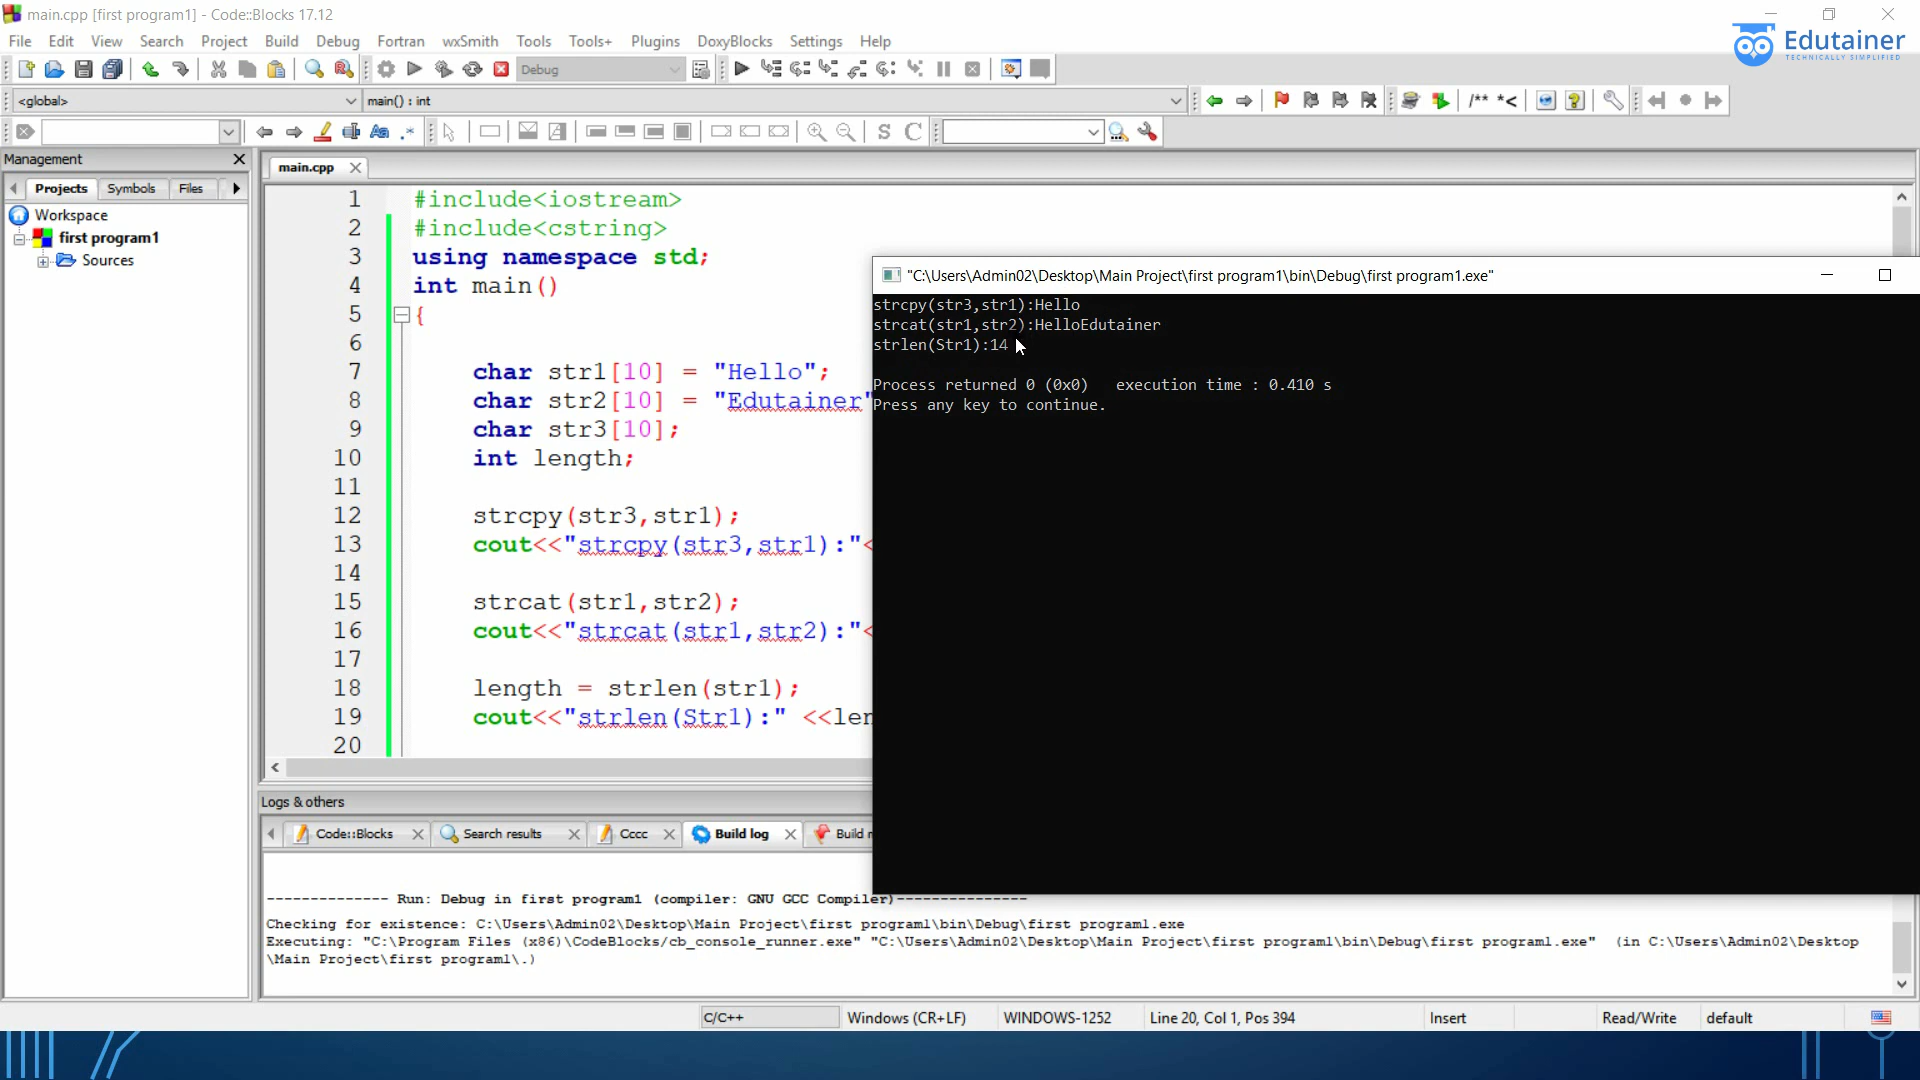 main.cpp [first program1] - Code::Blocks 17.12
File Edit View Search Project Build Debug Fortran wxSmith Tools Tools+ Plugins DoxyBlocks Settings Help
Edutainer
TECHNICALLY SIMPLIFIED
Debug
<global>
main() : int
/** *<
Aa .*
S C
Management
Projects Symbols Files
Workspace
first program1
Sources
main.cpp
1 #include<iostream>
2 #include<cstring>
3 using namespace std;
4 int main()
5 {
6
7 char str1[10] = "Hello";
8 char str2[10] = "Edutainer"
9 char str3[10];
10 int length;
11
12 strcpy(str3,str1);
13 cout<<"strcpy(str3,str1):"<
14
15 strcat(str1,str2);
16 cout<<"strcat(str1,str2):"<
17
18 length = strlen(str1);
19 cout<<"strlen(Str1):" <<len
20
"C:\Users\Admin02\Desktop\Main Project\first program1\bin\Debug\first program1.exe"
strcpy(str3,str1):Hello
strcat(str1,str2):HelloEdutainer
strlen(Str1):14
Process returned 0 (0x0)   execution time : 0.410 s
Press any key to continue.
Logs & others
Code::Blocks Search results Cccc Build log Build
-------------- Run: Debug in first program1 (compiler: GNU GCC Compiler)---------------
Checking for existence: C:\Users\Admin02\Desktop\Main Project\first program1\bin\Debug\first program1.exe
Executing: "C:\Program Files (x86)\CodeBlocks/cb_console_runner.exe" "C:\Users\Admin02\Desktop\Main Project\first program1\bin\Debug\first program1.exe"  (in C:\Users\Admin02\Desktop
\Main Project\first program1\.)
C/C++ Windows (CR+LF) WINDOWS-1252 Line 20, Col 1, Pos 394 Insert Read/Write default